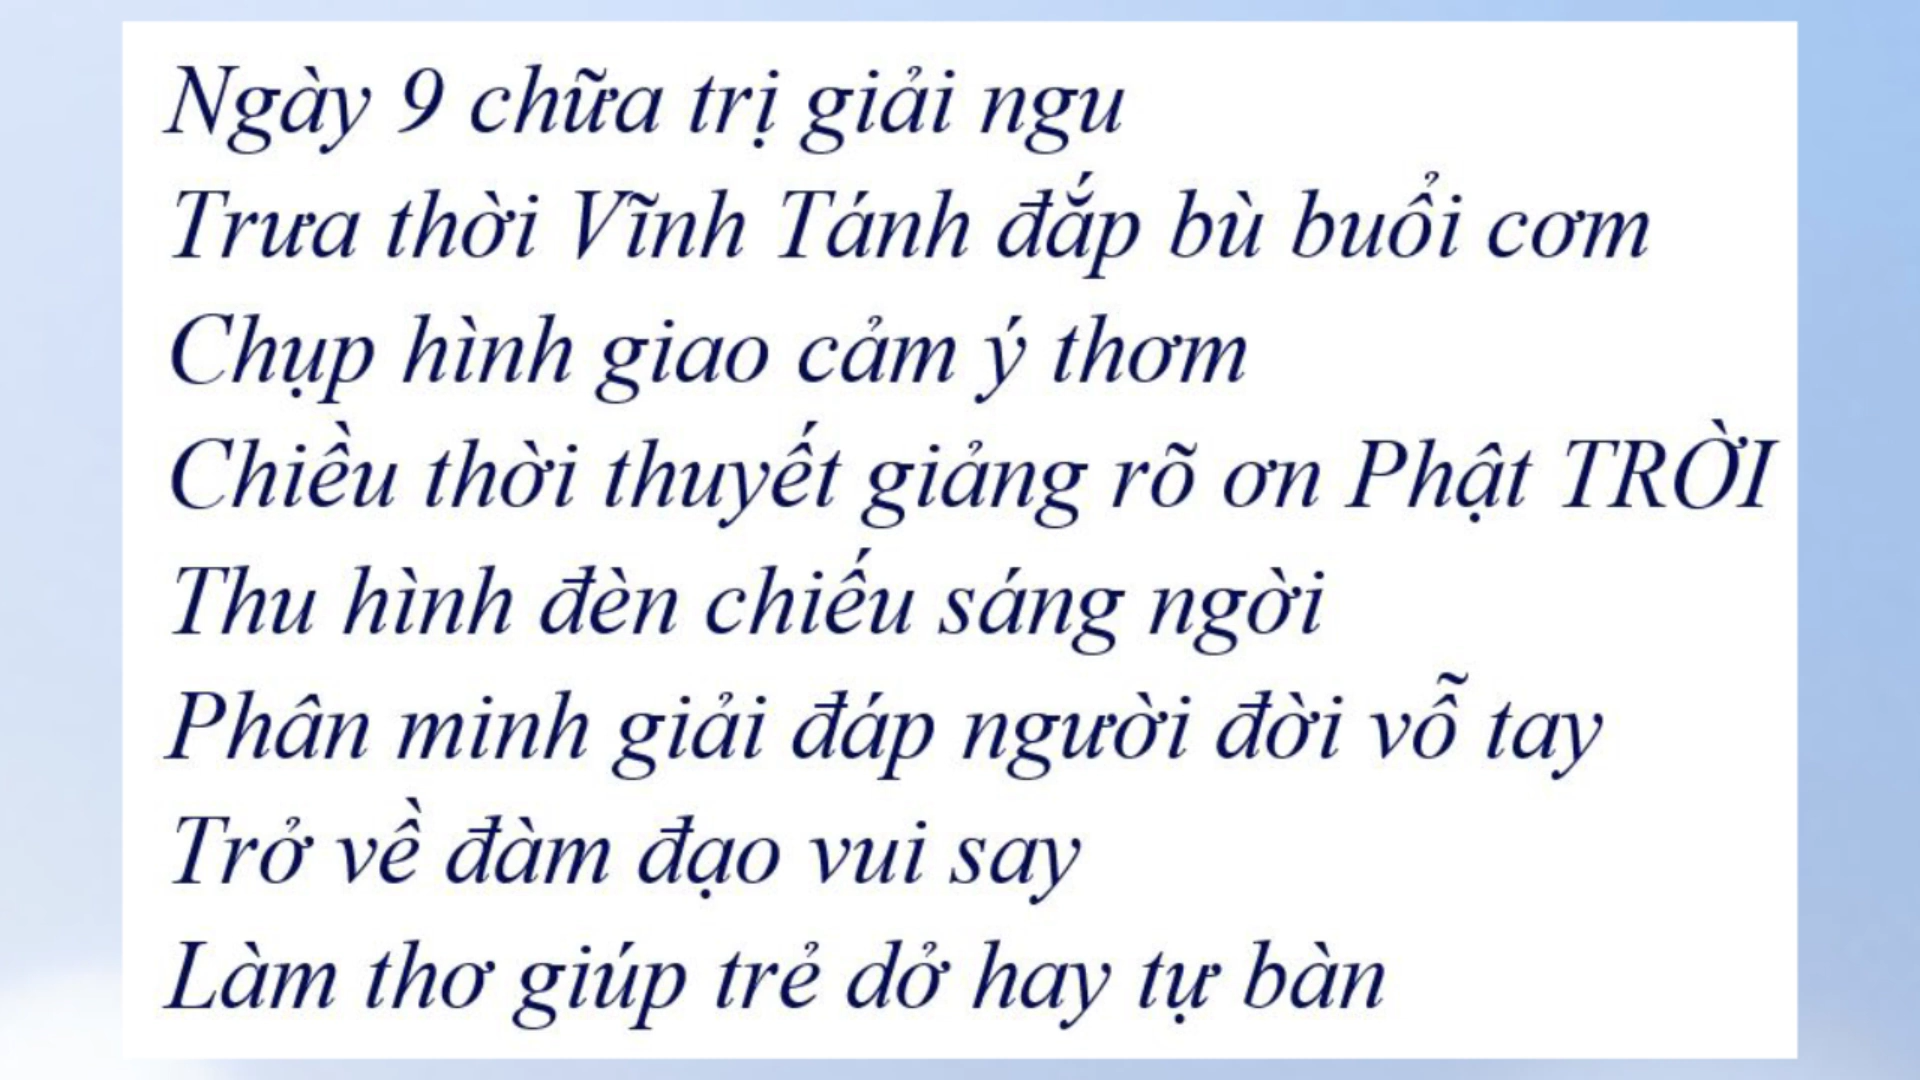 Ngày 9 chữa trị giải ngu
Trưa thời Vĩnh Tánh đắp bù buổi cơm
Chụp hình giao cảm ý thơm
Chiều thời thuyết giảng rõ ơn Phật TRỜI
Thu hình đèn chiếu sáng ngời
Phân minh giải đáp người đời vỗ tay
Trở về đàm đạo vui say
Làm thơ giúp trẻ dở hay tự bàn